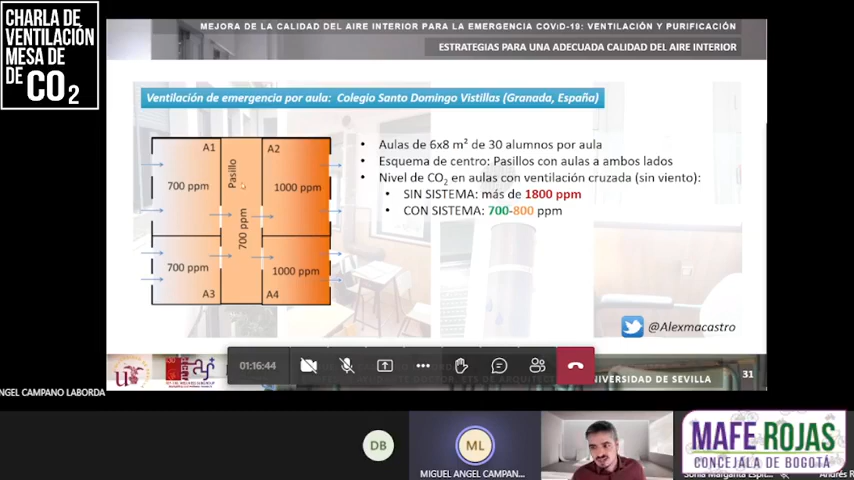 CHARLA DE
VENTILACIÓN
MESA DE
DE CO2
MEJORA DE LA CALIDAD DEL AIRE INTERIOR PARA LA EMERGENCIA COVID-19: VENTILACIÓN Y PURIFICACIÓN
ESTRATEGIAS PARA UNA ADECUADA CALIDAD DEL AIRE INTERIOR
Ventilación de emergencia por aula: Colegio Santo Domingo Vistillas (Granada, España)
A1
A2
Pasillo
700 ppm
1000 ppm
700 ppm
700 ppm
1000 ppm
A3
A4
• Aulas de 6x8 m² de 30 alumnos por aula
• Esquema de centro: Pasillos con aulas a ambos lados
• Nivel de CO2 en aulas con ventilación cruzada (sin viento):
• SIN SISTEMA: más de 1800 ppm
• CON SISTEMA: 700-800 ppm
@Alexmacastro
01:16:44
UNIVERSIDAD DE SEVILLA
31
NGEL CAMPANO LABORDA
DB
ML
MIGUEL ANGEL CAMPAN...
MAFE ROJAS
CONCEJALA DE BOGOTÁ